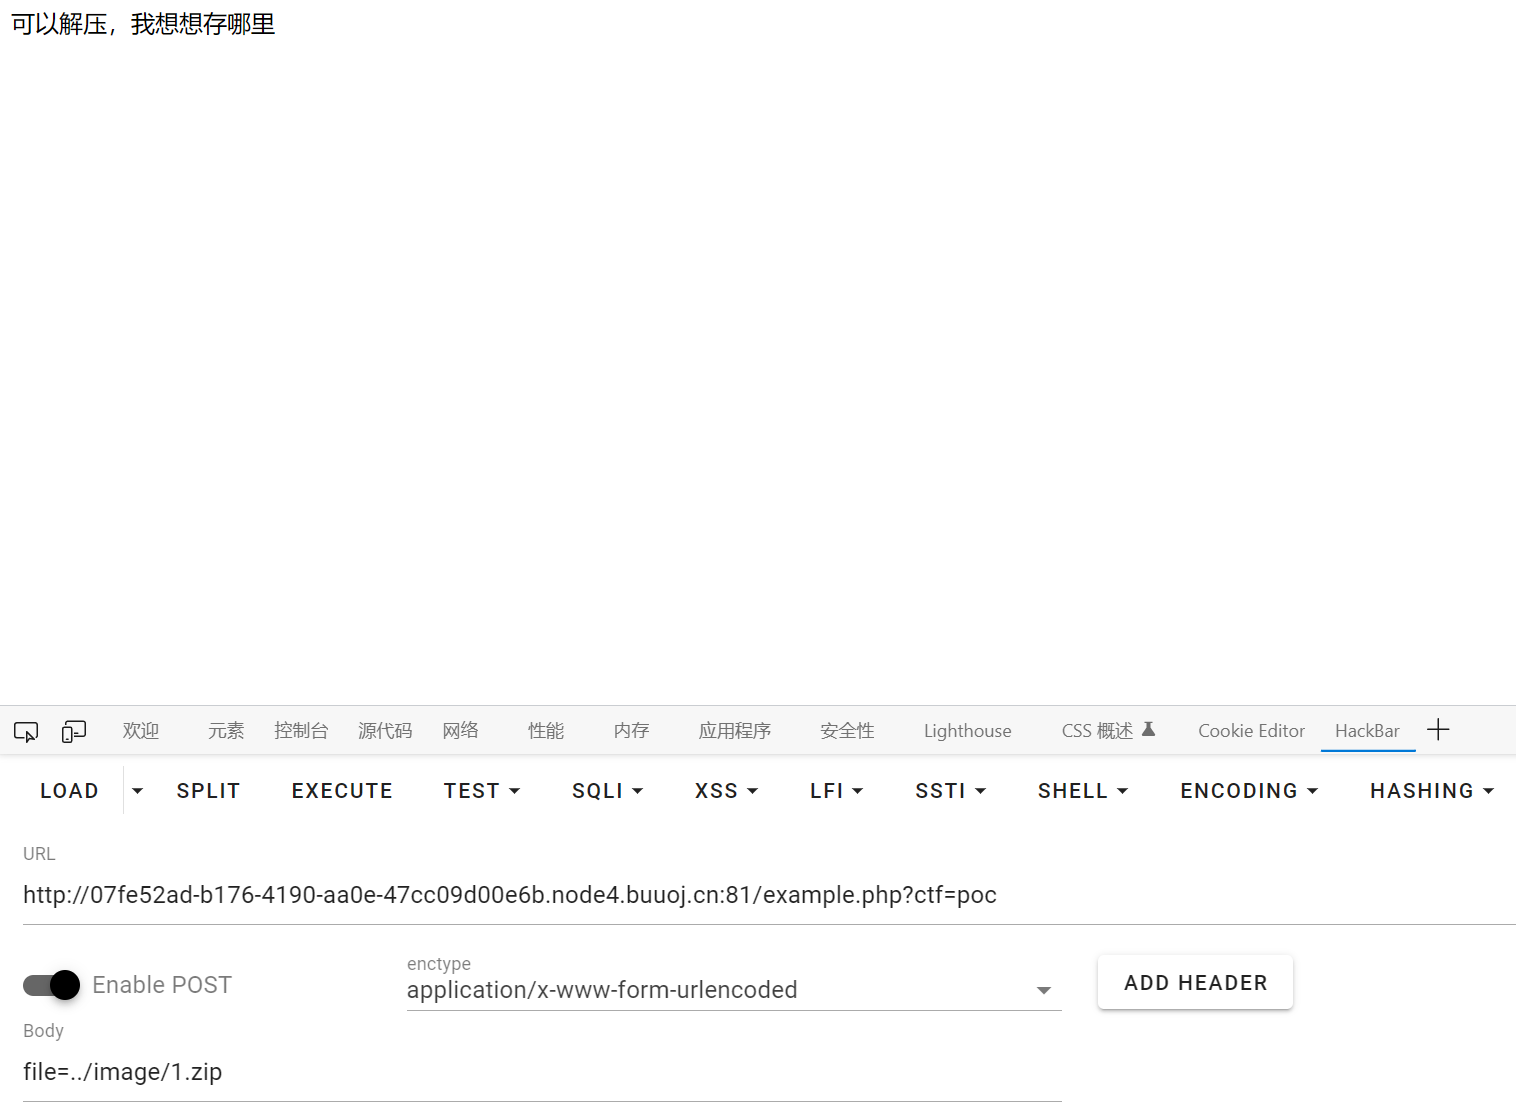 可以解压，我想想存哪里
欢迎 元素 控制台 源代码 网络 性能 内存 应用程序 安全性 Lighthouse CSS 概述 Cookie Editor HackBar
LOAD SPLIT EXECUTE TEST SQLI XSS LFI SSTI SHELL ENCODING HASHING
URL
http://07fe52ad-b176-4190-aa0e-47cc09d00e6b.node4.buuoj.cn:81/example.php?ctf=poc
enctype
Enable POST application/x-www-form-urlencoded ADD HEADER
Body
file=../image/1.zip